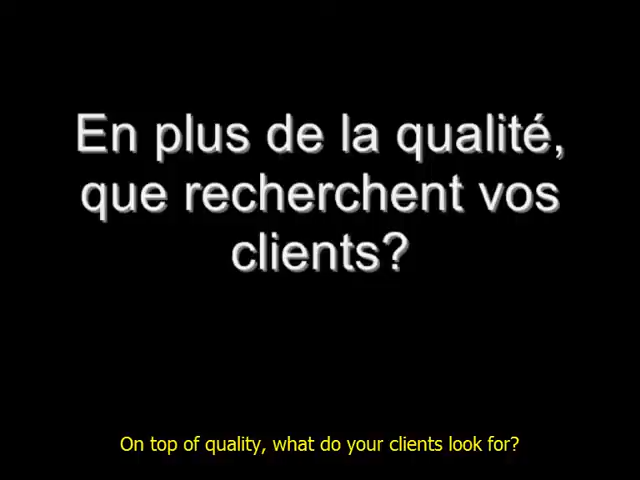 En plus de la qualité,
que recherchent vos
clients?
On top of quality, what do your clients look for?